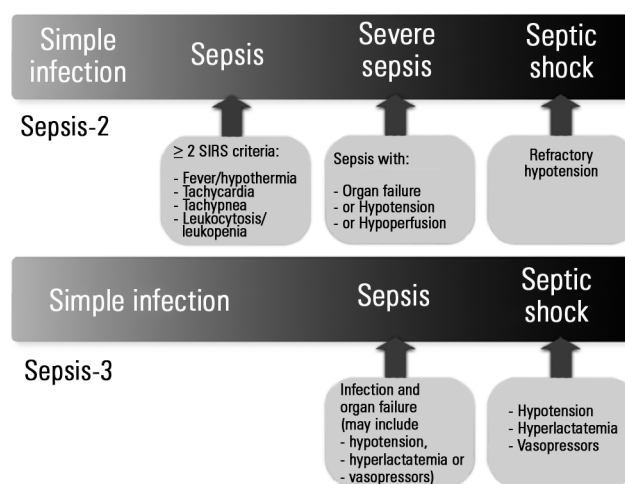 Simple
infection
Sepsis
Severe
sepsis
Septic
shock
Sepsis-2
≥ 2 SIRS criteria:
- Fever/hypothermia
- Tachycardia
- Tachypnea
- Leukocytosis/
leukopenia
Sepsis with:
- Organ failure
- or Hypotension
- or Hypoperfusion
Refractory
hypotension
Simple infection
Sepsis
Septic
shock
Sepsis-3
Infection and
organ failure
(may include
- hypotension,
- hyperlactatemia or
- vasopressors)
- Hypotension
- Hyperlactatemia
- Vasopressors